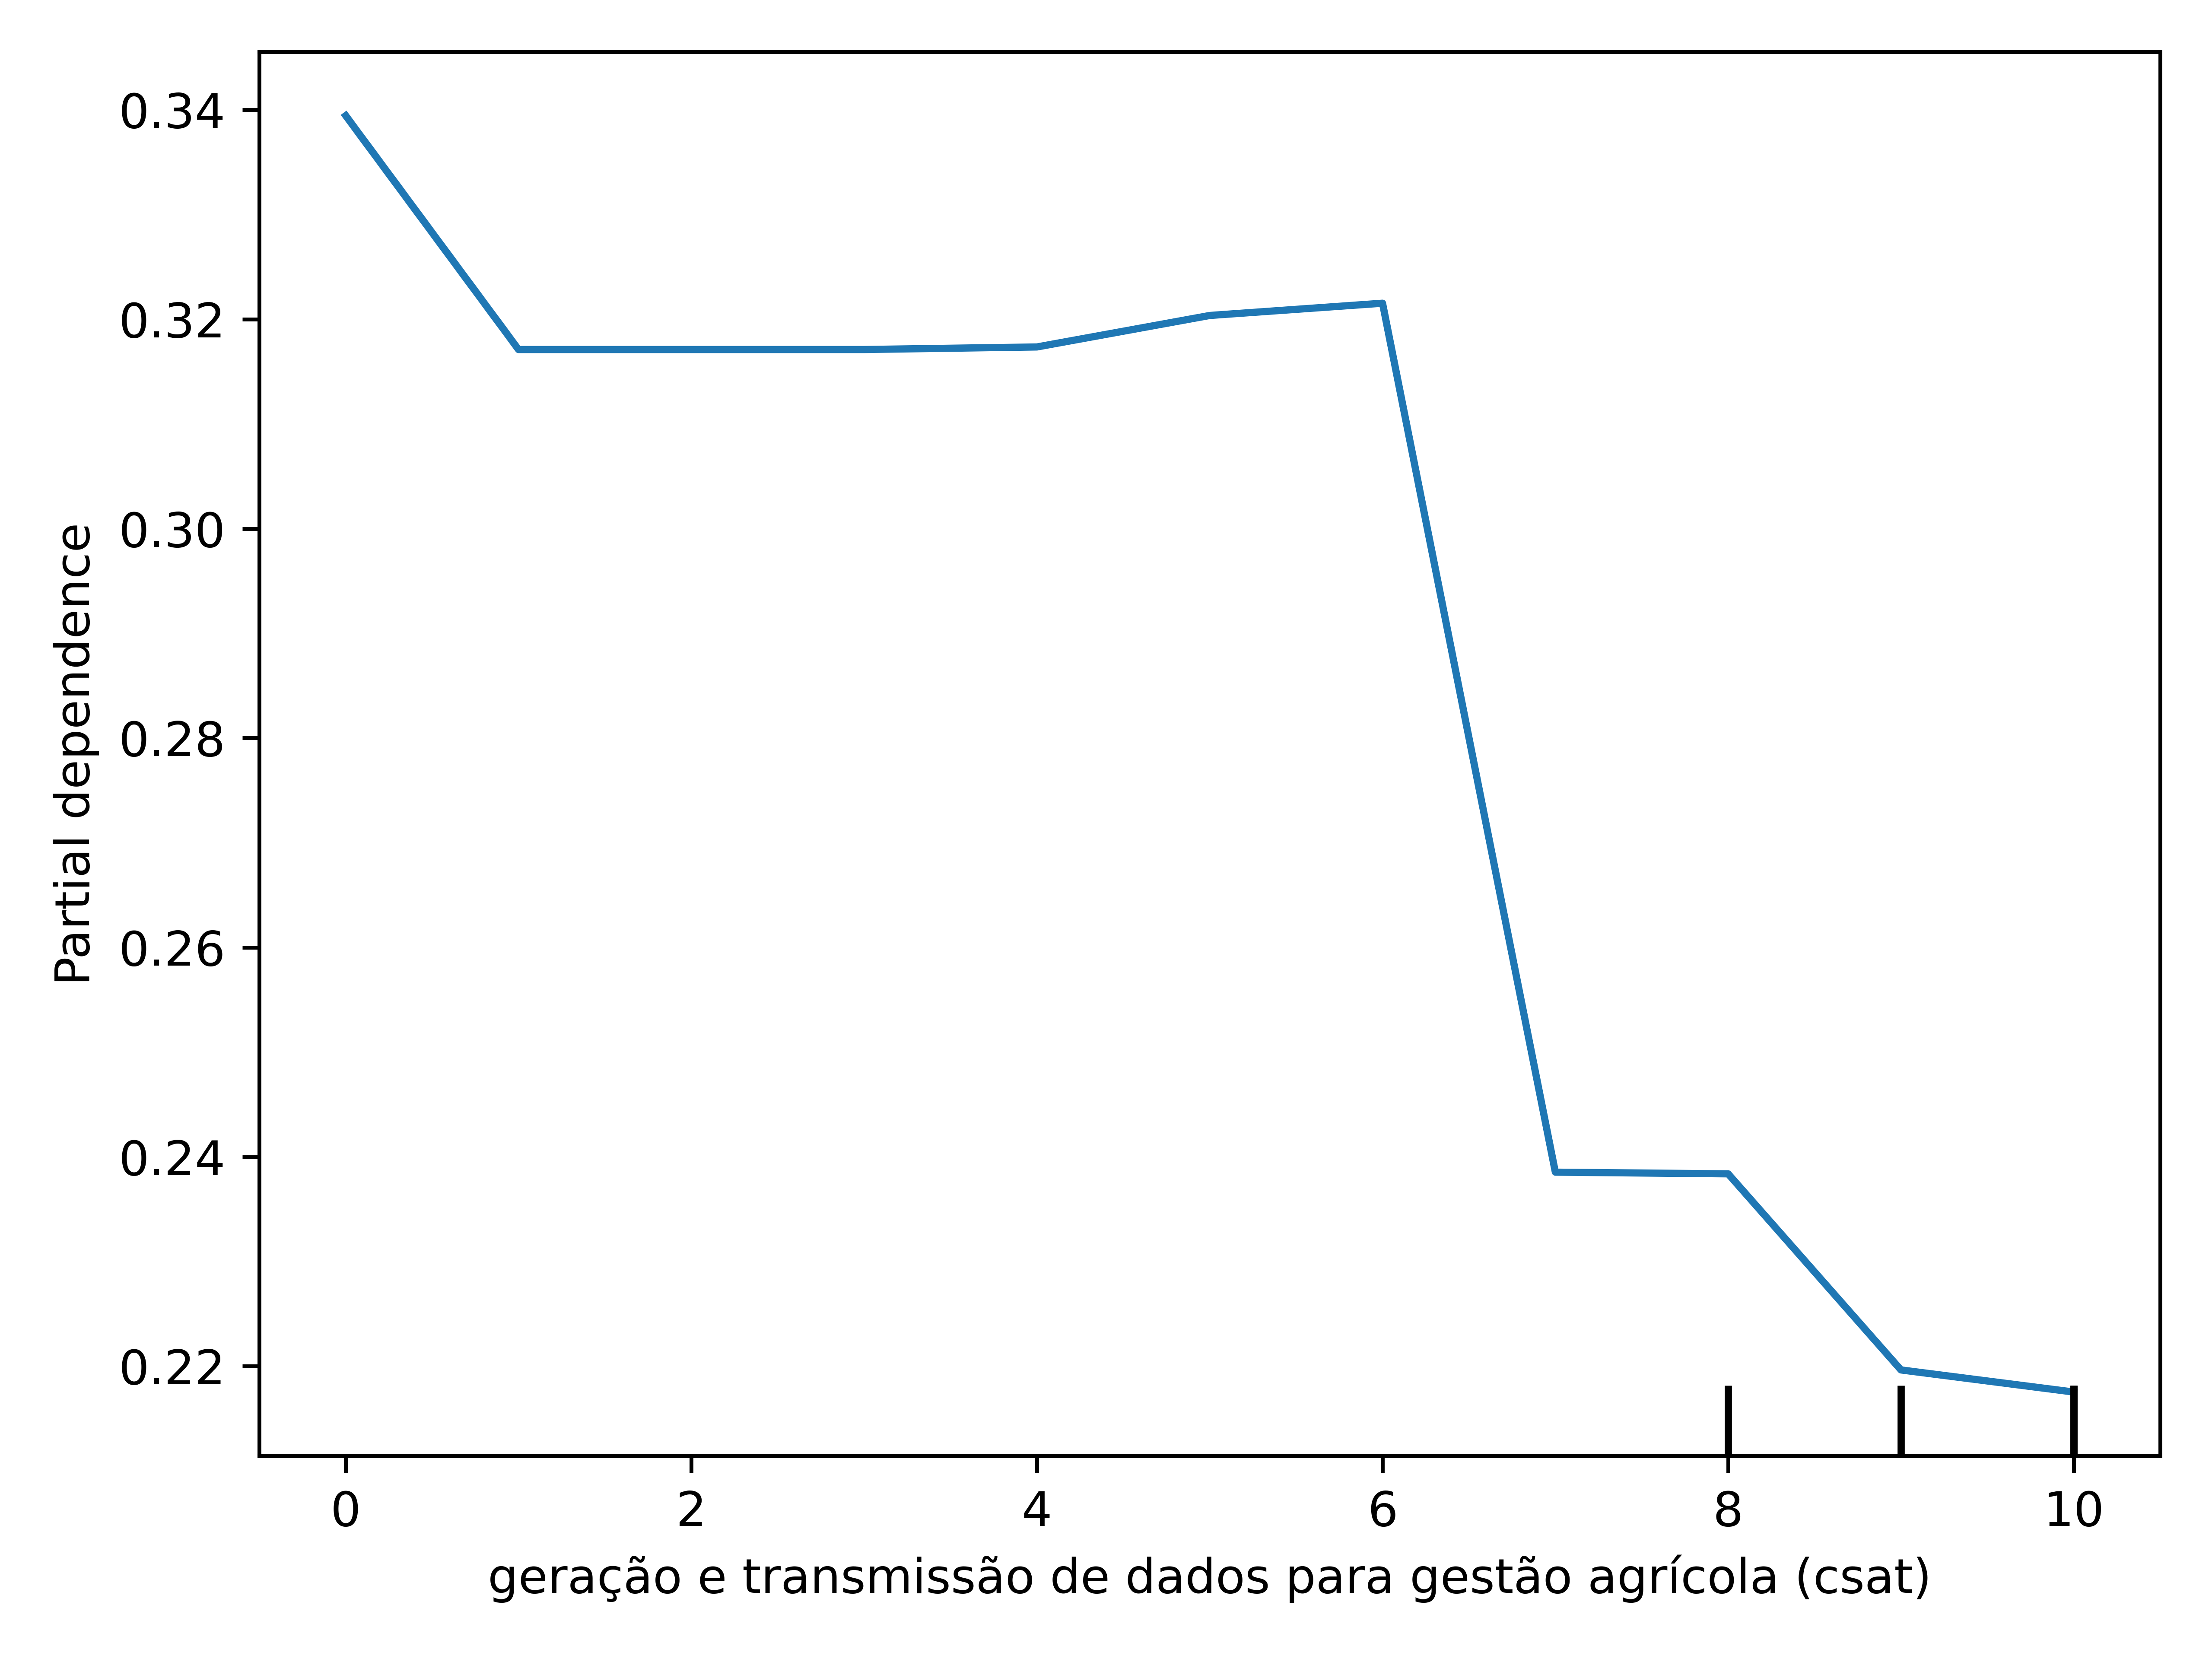 0.34
0.32
0.30
0.28
0.26
0.24
0.22
Partial dependence
0 2 4 6 8 10
geração e transmissão de dados para gestão agrícola (csat)